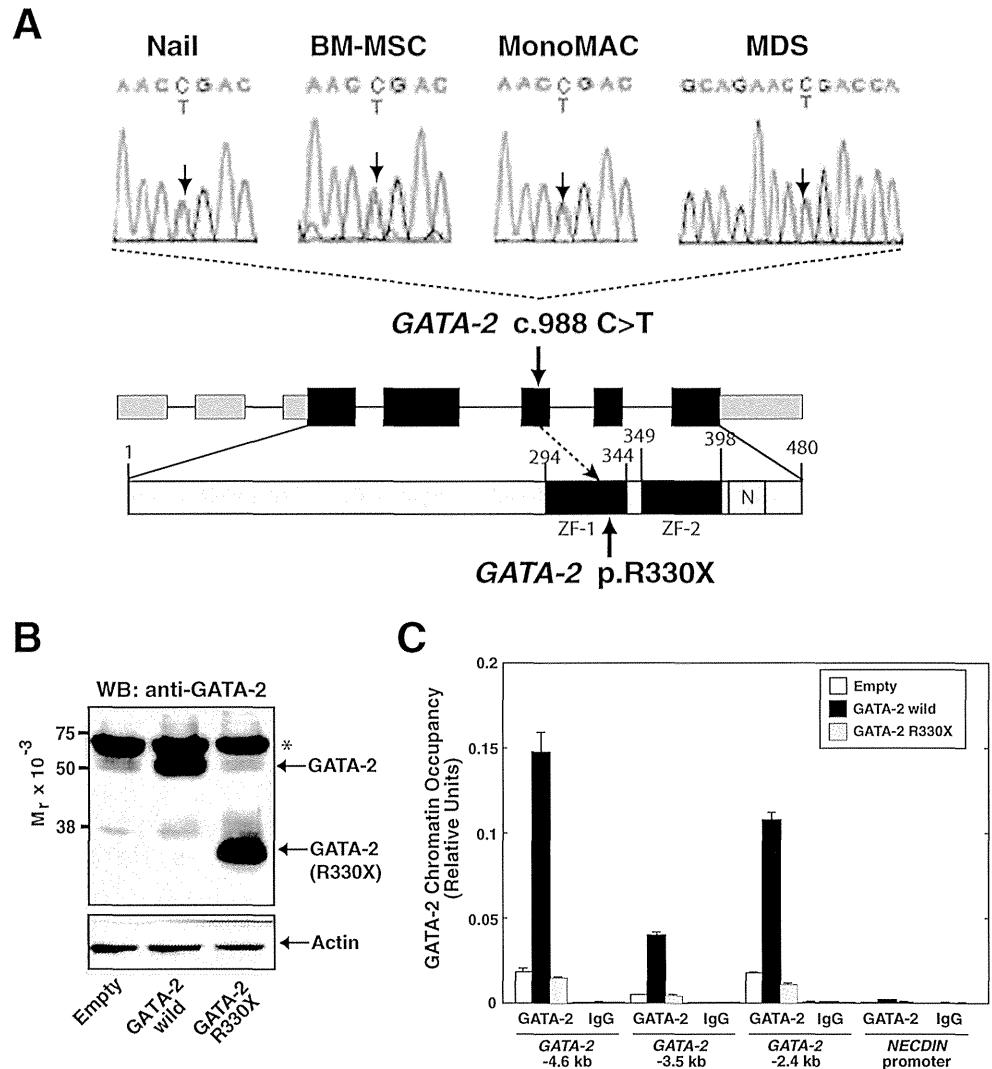 A
Nail BM-MSC MonoMAC MDS
AACCGAC AACCGAC AACCGAC GCAGAACCGACCA
T T T T
GATA-2 c.988 C>T
1 294 344 349 398 480
N
ZF-1 ZF-2
GATA-2 p.R330X
B
WB: anti-GATA-2
Mr x 10-3
75
*
50
GATA-2
38
GATA-2
(R330X)
Actin
Empty
GATA-2
wild
GATA-2
R330X
C
GATA-2 Chromatin Occupancy
(Relative Units)
0.2
0.15
0.1
0.05
0
Empty
GATA-2 wild
GATA-2 R330X
GATA-2 IgG GATA-2 IgG GATA-2 IgG GATA-2 IgG
GATA-2 GATA-2 GATA-2 NECDIN
-4.6 kb -3.5 kb -2.4 kb promoter